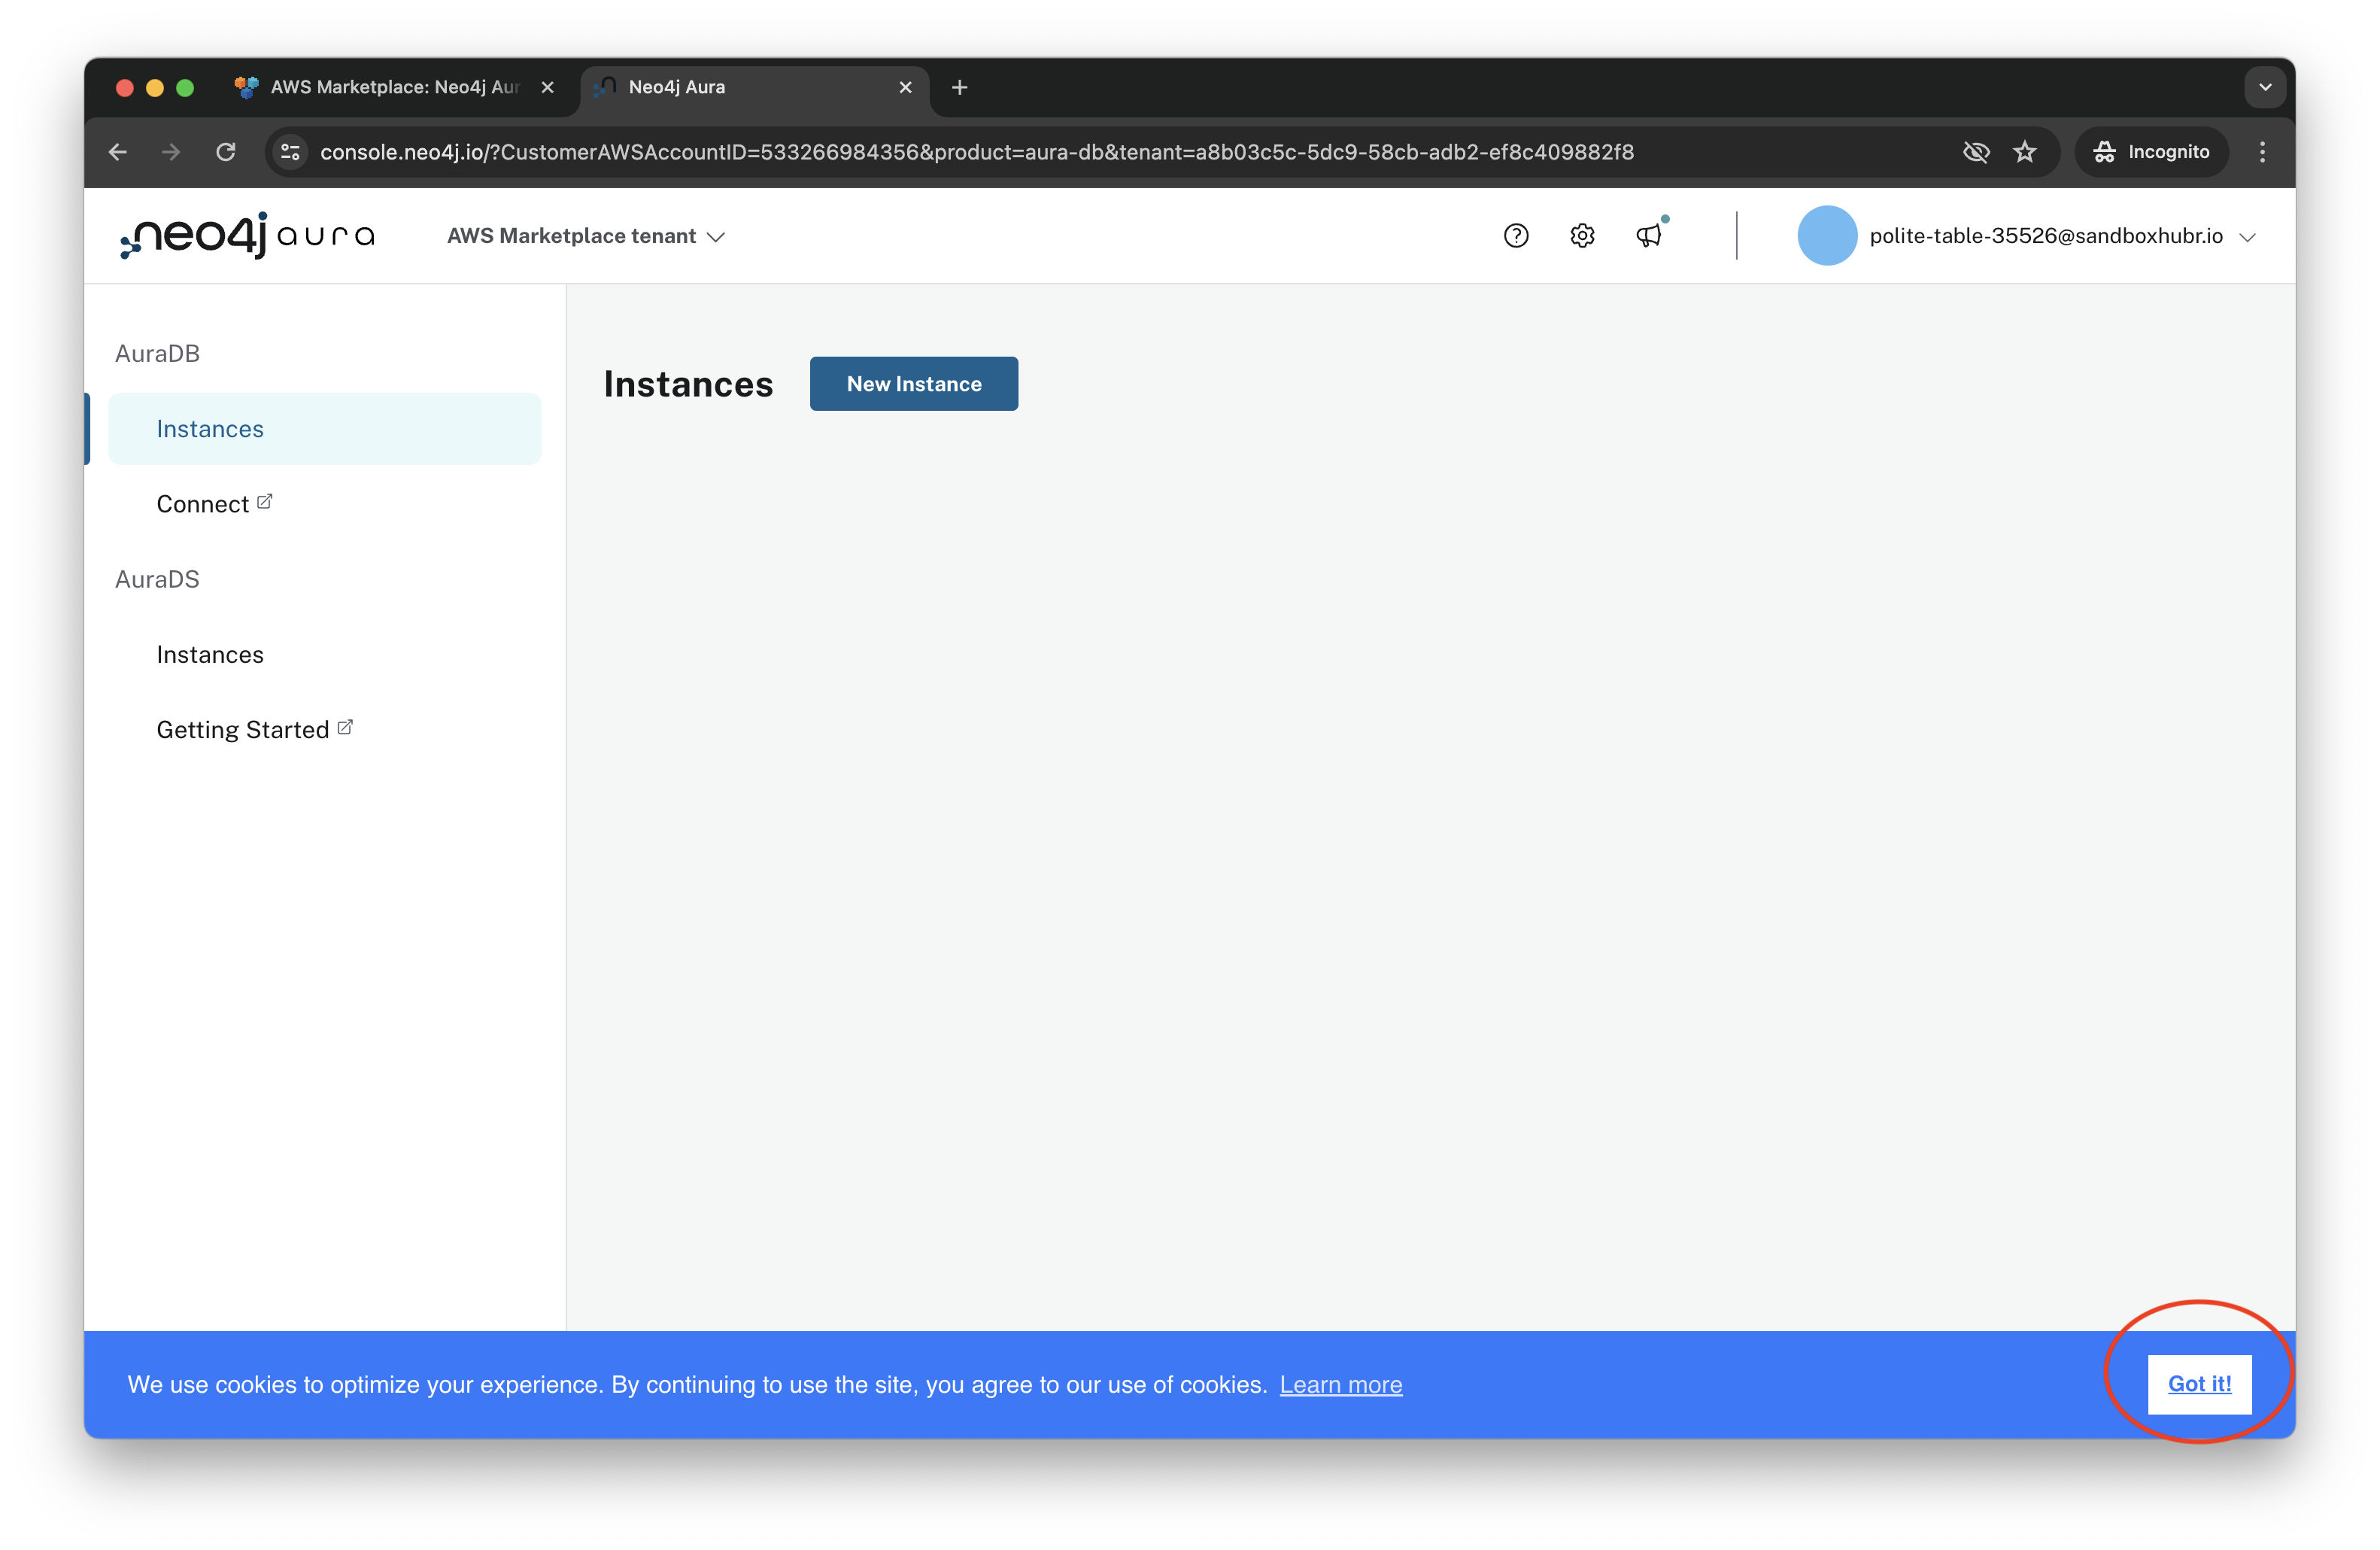 AWS Marketplace: Neo4j Aur
Neo4j Aura
console.neo4j.io/?CustomerAWSAccountID=533266984356&product=aura-db&tenant=a8b03c5c-5dc9-58cb-adb2-ef8c409882f8
Incognito
neo4j aura
AWS Marketplace tenant
polite-table-35526@sandboxhubr.io
AuraDB
Instances
Connect
AuraDS
Instances
Getting Started
Instances
New Instance
We use cookies to optimize your experience. By continuing to use the site, you agree to our use of cookies. Learn more
Got it!